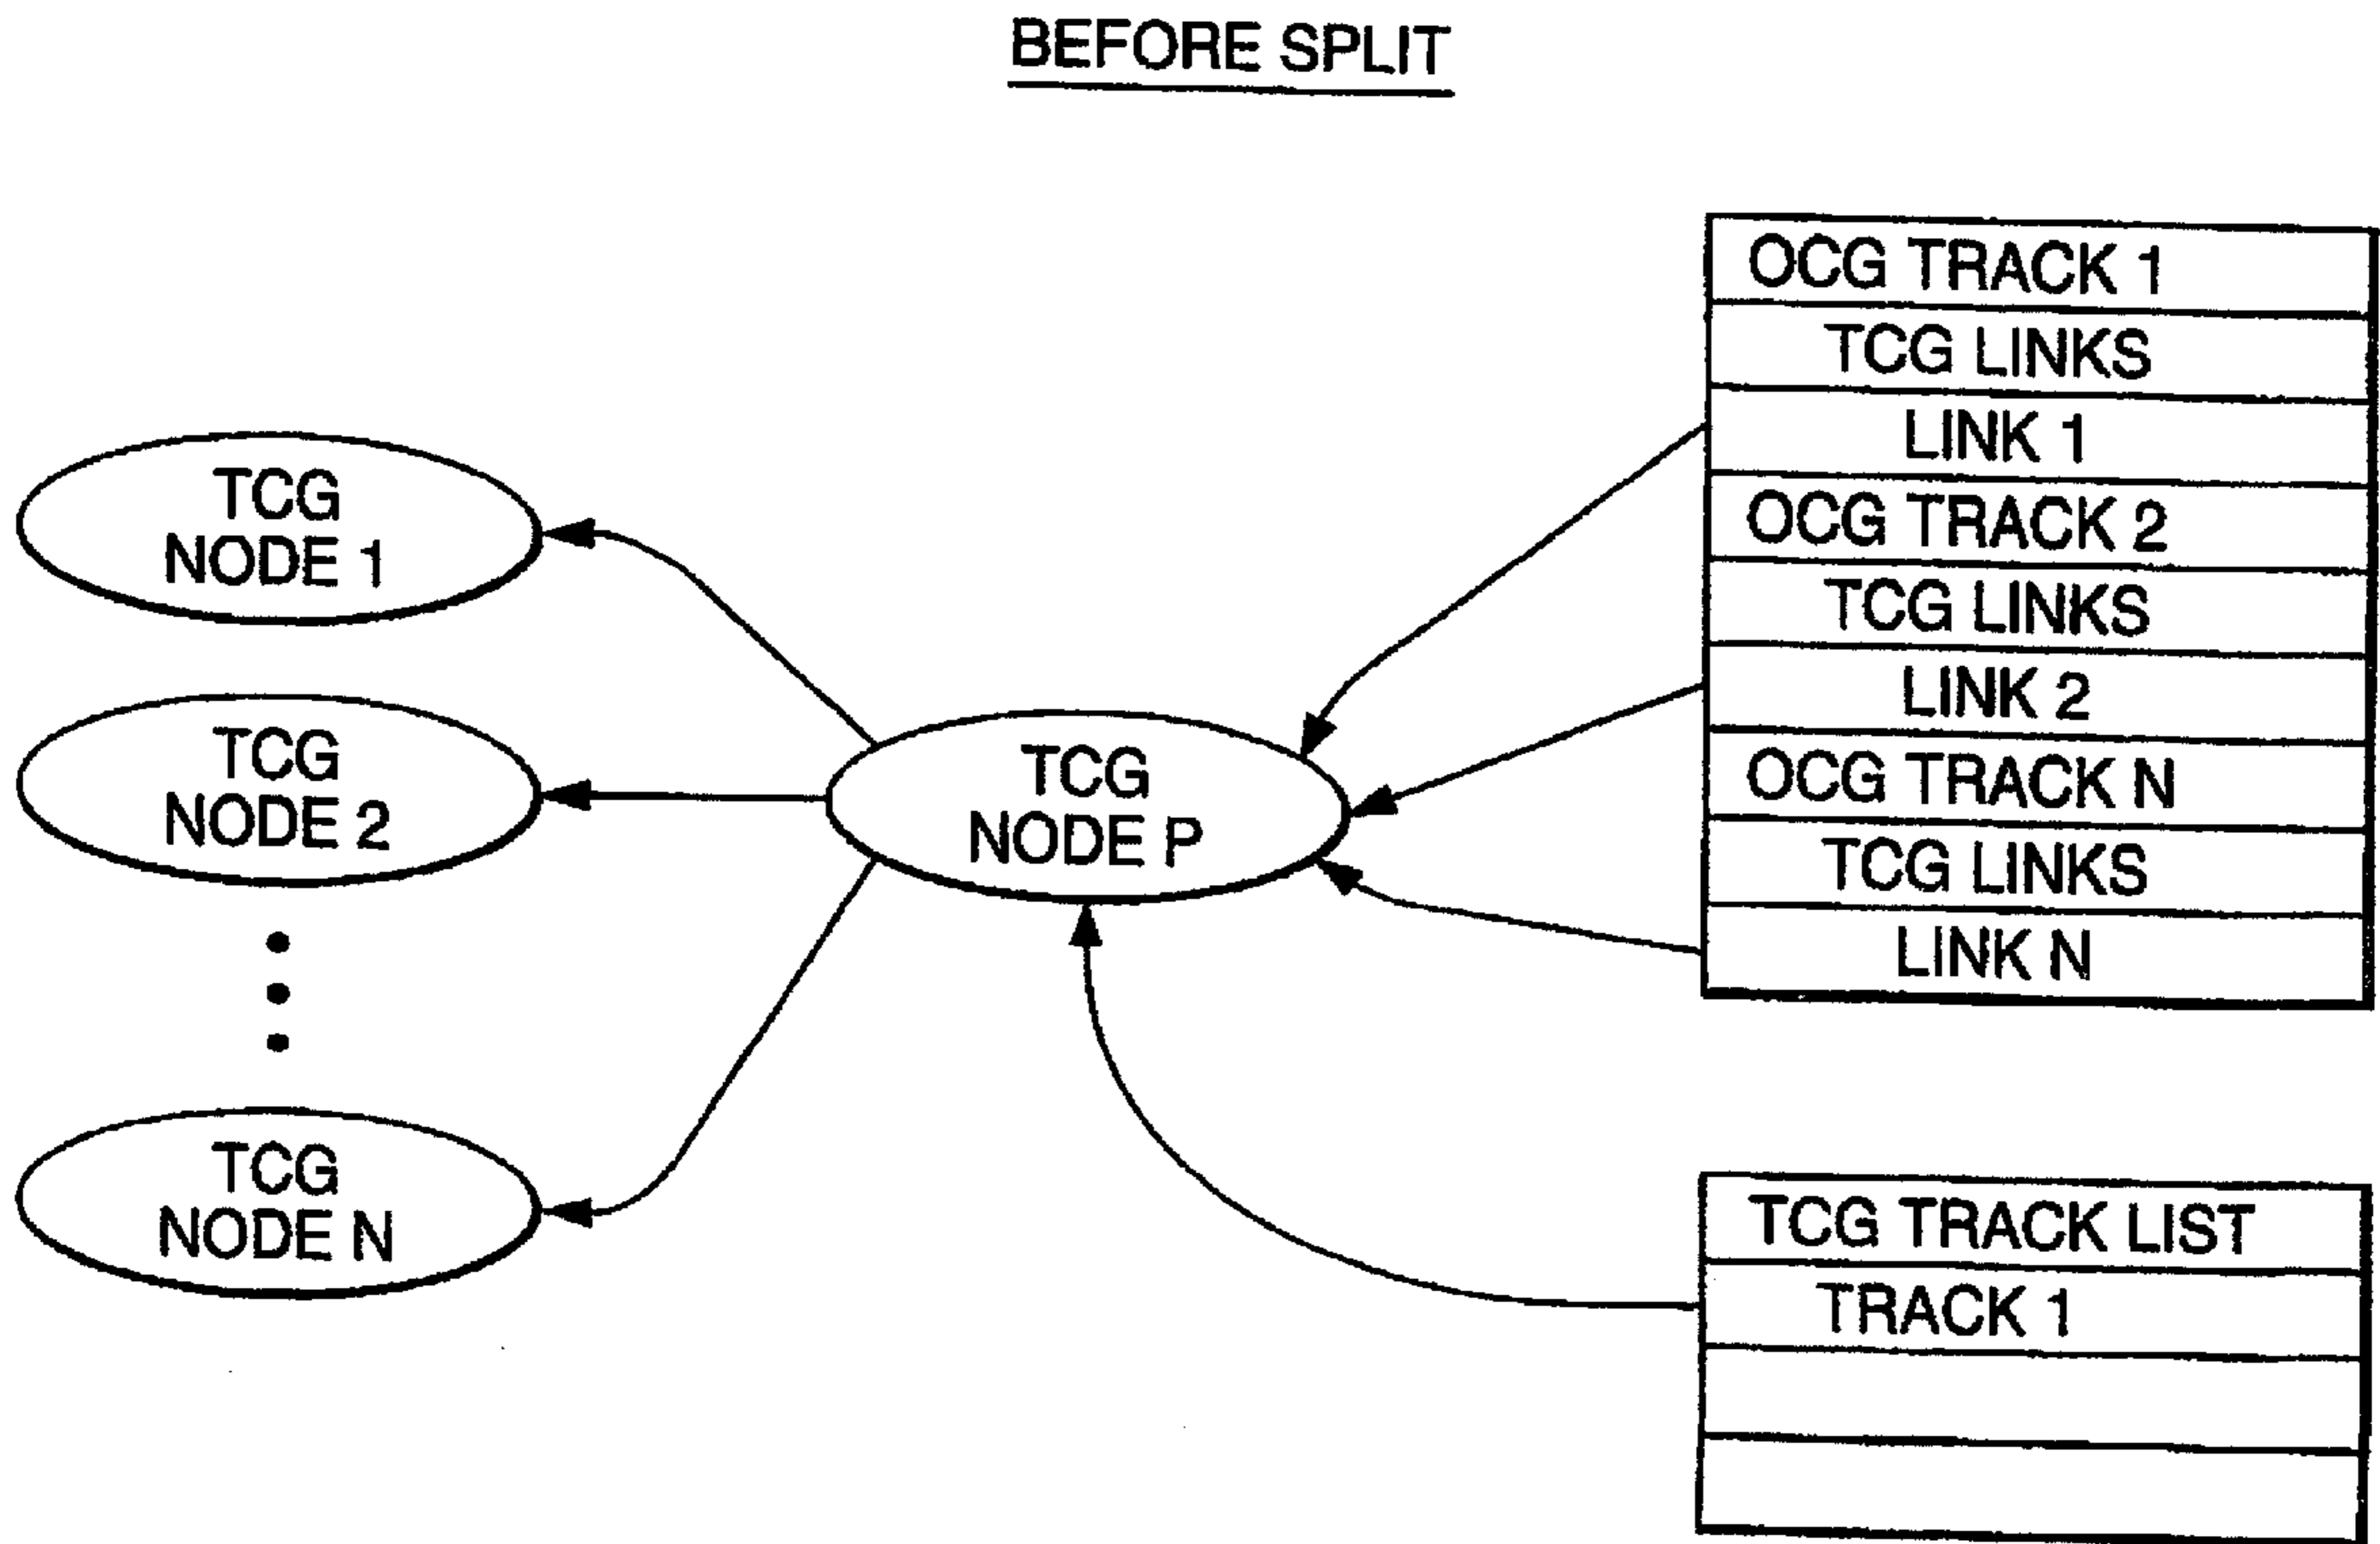 BEFORE SPLIT
TCG
NODE 1
TCG
NODE 2
TCG
NODE N
TCG
NODE P
OCG TRACK 1
TCG LINKS
LINK 1
OCG TRACK 2
TCG LINKS
LINK 2
OCG TRACK N
TCG LINKS
LINK N
TCG TRACK LIST
TRACK 1